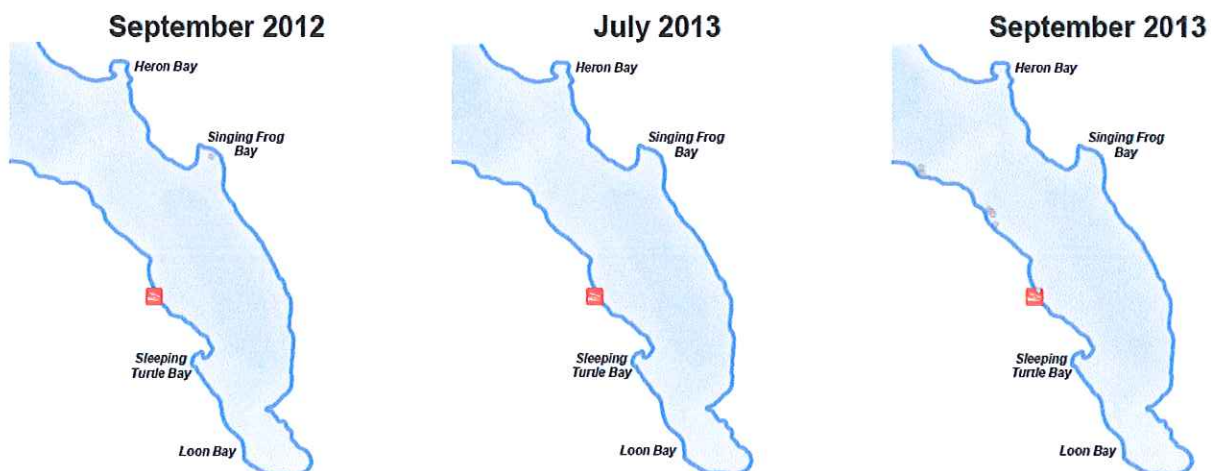 September 2012
Heron Bay
Singing Frog
Bay
Sleeping
Turtle Bay
Loon Bay
July 2013
Heron Bay
Singing Frog
Bay
Sleeping
Turtle Bay
Loon Bay
September 2013
Heron Bay
Singing Frog
Bay
Sleeping
Turtle Bay
Loon Bay